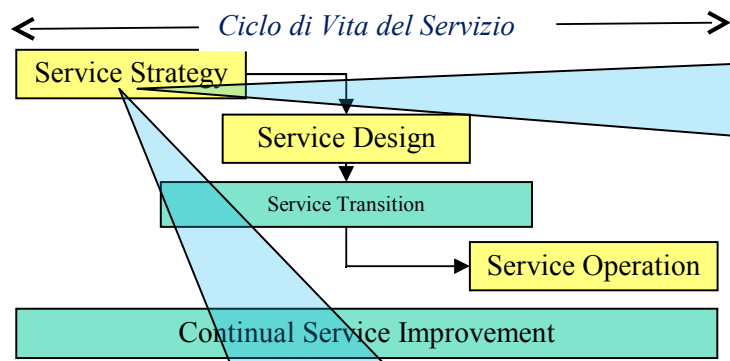 Ciclo di Vita del Servizio
Service Strategy
Service Design
Service Transition
Service Operation
Continual Service Improvement